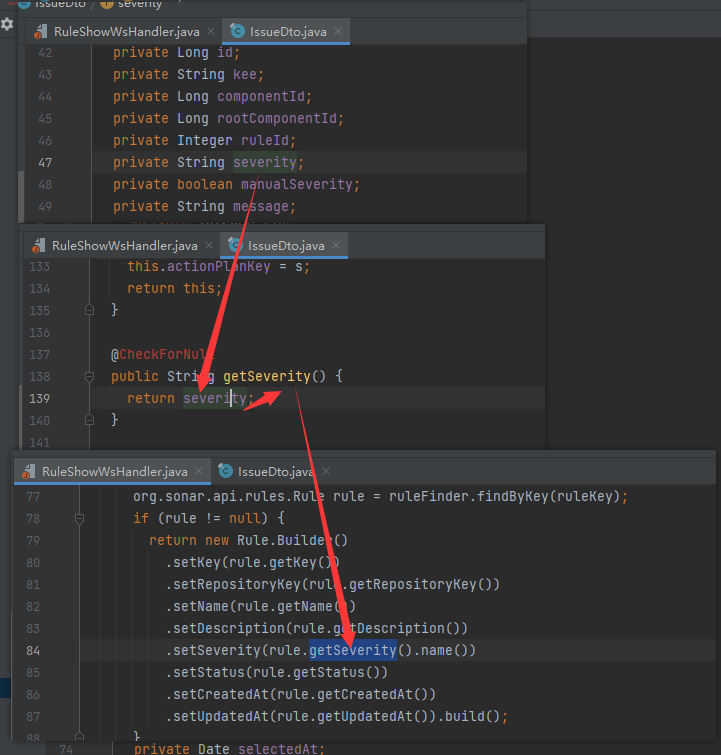 IssueDto severity
RuleShowWsHandler.java IssueDto.java
42 private Long id;
43 private String kee;
44 private Long componentId;
45 private Long rootComponentId;
46 private Integer ruleId;
47 private String severity;
48 private boolean manualSeverity;
49 private String message;
RuleShowWsHandler.java IssueDto.java
133 this.actionPlanKey = s;
134 return this;
135 }
136
137 @CheckForNull
138 public String getSeverity() {
139 return severity;
140 }
141
RuleShowWsHandler.java IssueDto.java
77 org.sonar.api.rules.Rule rule = ruleFinder.findByKey(ruleKey);
78 if (rule != null) {
79 return new Rule.Builder()
80 .setKey(rule.getKey())
81 .setRepositoryKey(rule.getRepositoryKey())
82 .setName(rule.getName())
83 .setDescription(rule.getDescription())
84 .setSeverity(rule.getSeverity().name())
85 .setStatus(rule.getStatus())
86 .setCreatedAt(rule.getCreatedAt())
87 .setUpdatedAt(rule.getUpdatedAt()).build();
88 }
74 private Date selectedAt;